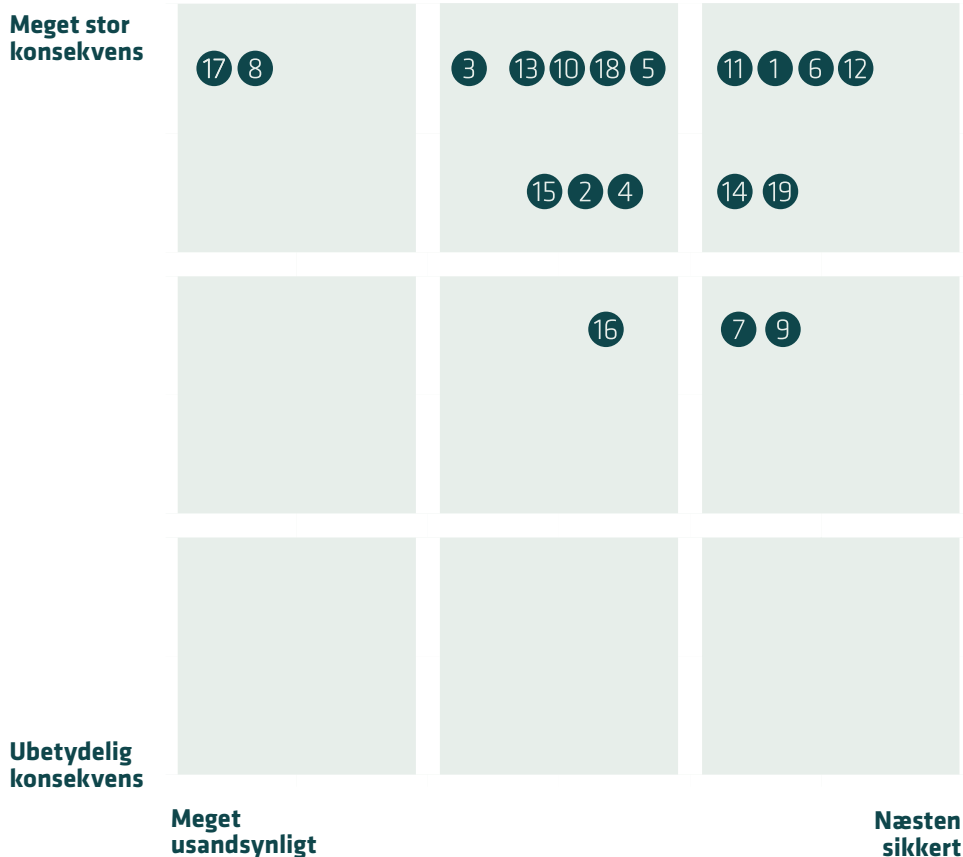 Meget stor
konsekvens
17 8 3 13 10 18 5 11 1 6 12
15 2 4 14 19
16 7 9
Ubetydelig
konsekvens
Meget
usandsynligt
Næsten
sikkert